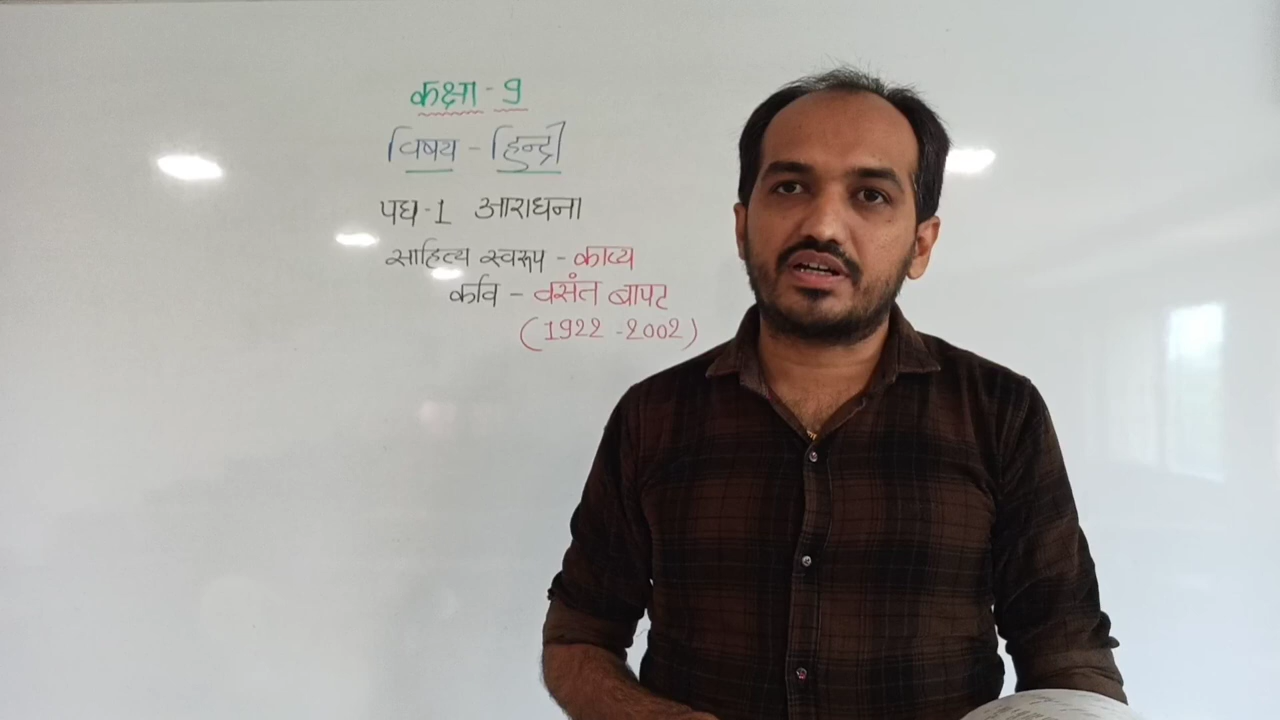 कक्षा - 9
विषय - हिन्दी
पद्य -1 आराधना
साहित्य स्वरूप - काव्य
कवि - वसंत बापट
(1922 -2002)